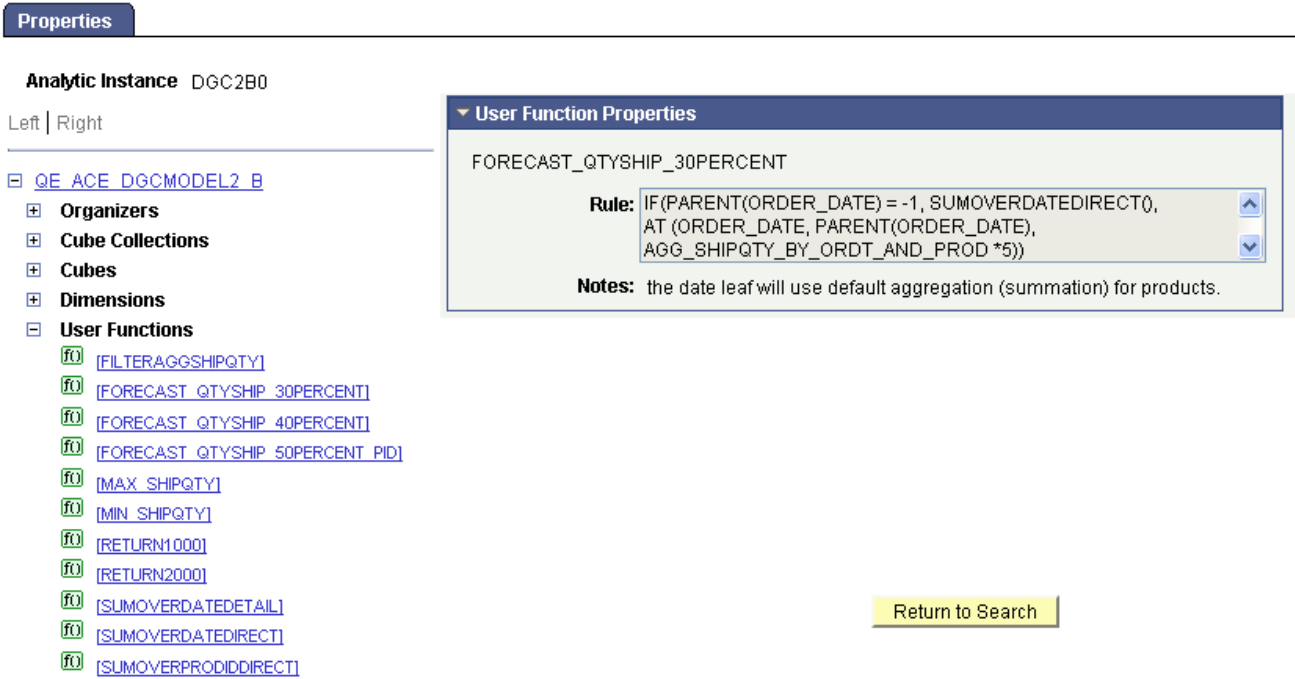 Properties
Analytic Instance DGC2B0
Left | Right
QE_ACE_DGCMODEL2_B
Organizers
Cube Collections
Cubes
Dimensions
User Functions
f() [FILTERAGGSHIPQTY]
f() [FORECAST_QTYSHIP_30PERCENT]
f() [FORECAST_QTYSHIP_40PERCENT]
f() [FORECAST_QTYSHIP_50PERCENT_PID]
f() [MAX_SHIPQTY]
f() [MIN_SHIPQTY]
f() [RETURN1000]
f() [RETURN2000]
f() [SUMOVERDATEDETAIL]
f() [SUMOVERDATEDIRECT]
f() [SUMOVERPRODIDDIRECT]
User Function Properties
FORECAST_QTYSHIP_30PERCENT
Rule: IF(PARENT(ORDER_DATE) = -1, SUMOVERDATEDIRECT(),
AT (ORDER_DATE, PARENT(ORDER_DATE),
AGG_SHIPQTY_BY_ORDT_AND_PROD *5))
Notes: the date leaf will use default aggregation (summation) for products.
Return to Search